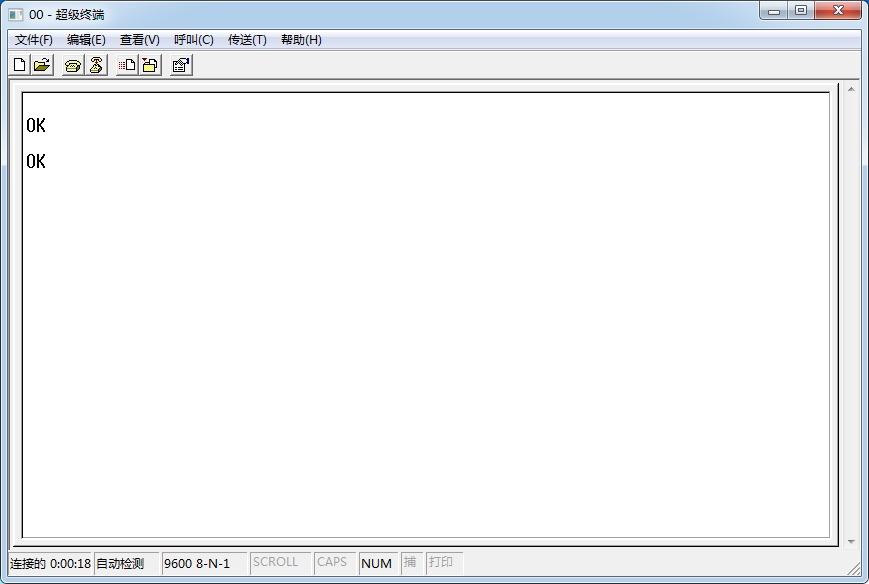 00 - 超级终端
文件(F) 编辑(E) 查看(V) 呼叫(C) 传送(T) 帮助(H)
OK
OK
连接的 0:00:18 自动检测 9600 8-N-1 SCROLL CAPS NUM 捕 打印